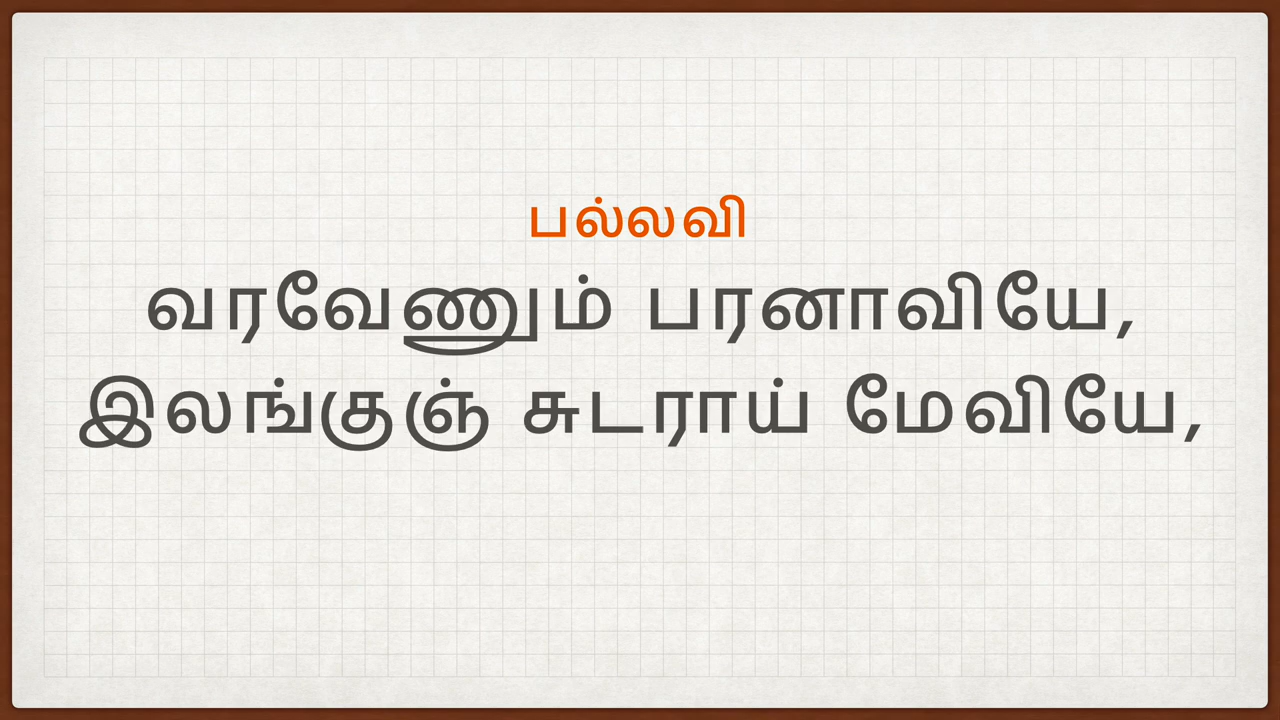 பல்லவி
வரவேணும் பரனாவியே,
இலங்குஞ் சுடராய் மேவியே,